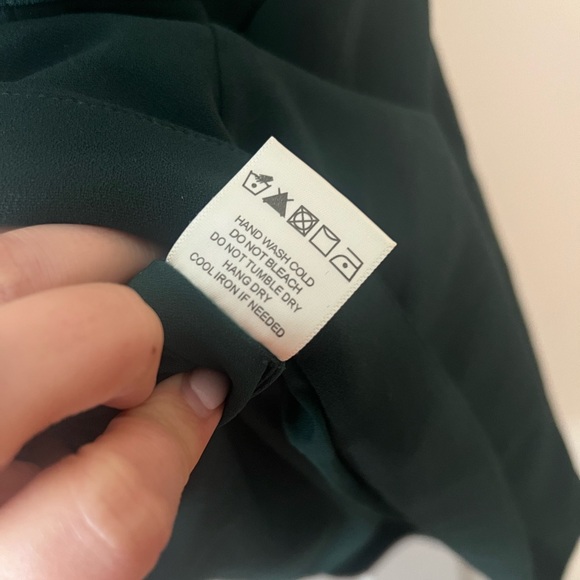 HAND WASH COLD
DO NOT BLEACH
DO NOT TUMBLE DRY
HANG DRY
COOL IRON IF NEEDED